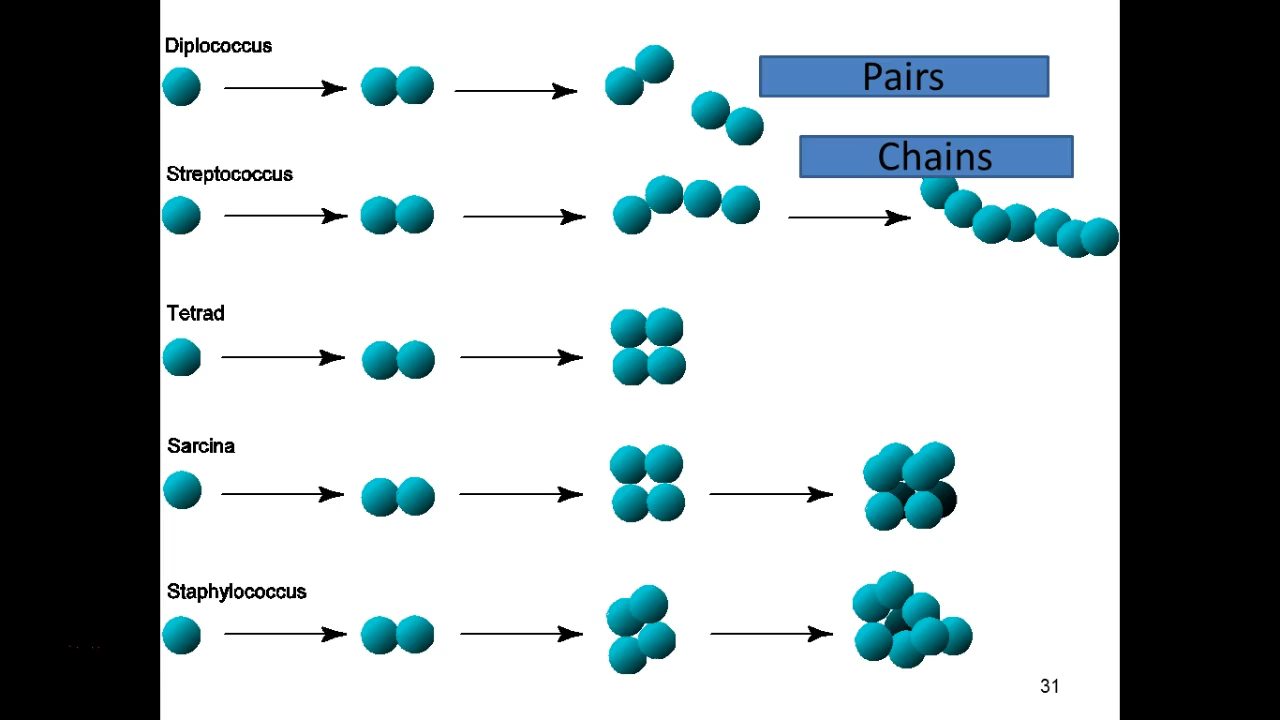 Diplococcus
Pairs
Chains
Streptococcus
Tetrad
Sarcina
Staphylococcus
31